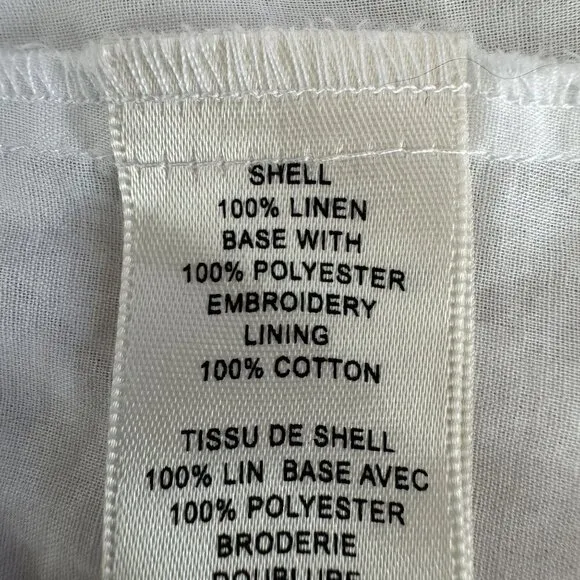 SHELL
100% LINEN
BASE WITH
100% POLYESTER
EMBROIDERY
LINING
100% COTTON
TISSU DE SHELL
100% LIN BASE AVEC
100% POLYESTER
BRODERIE
DOUBLURE